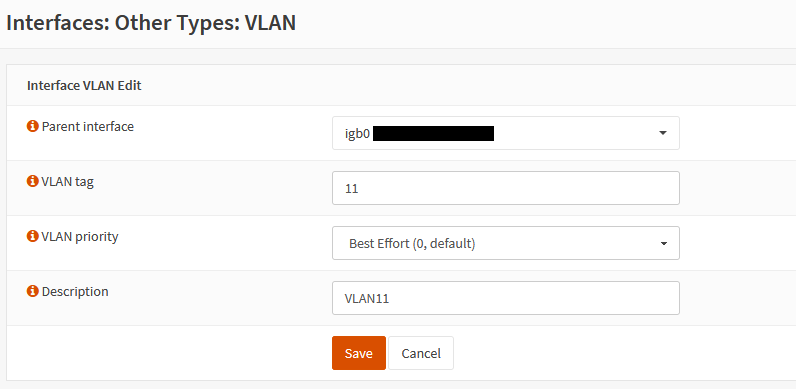 Interfaces: Other Types: VLAN
Interface VLAN Edit
Parent interface
igb0
VLAN tag
11
VLAN priority
Best Effort (0, default)
Description
VLAN11
Save
Cancel